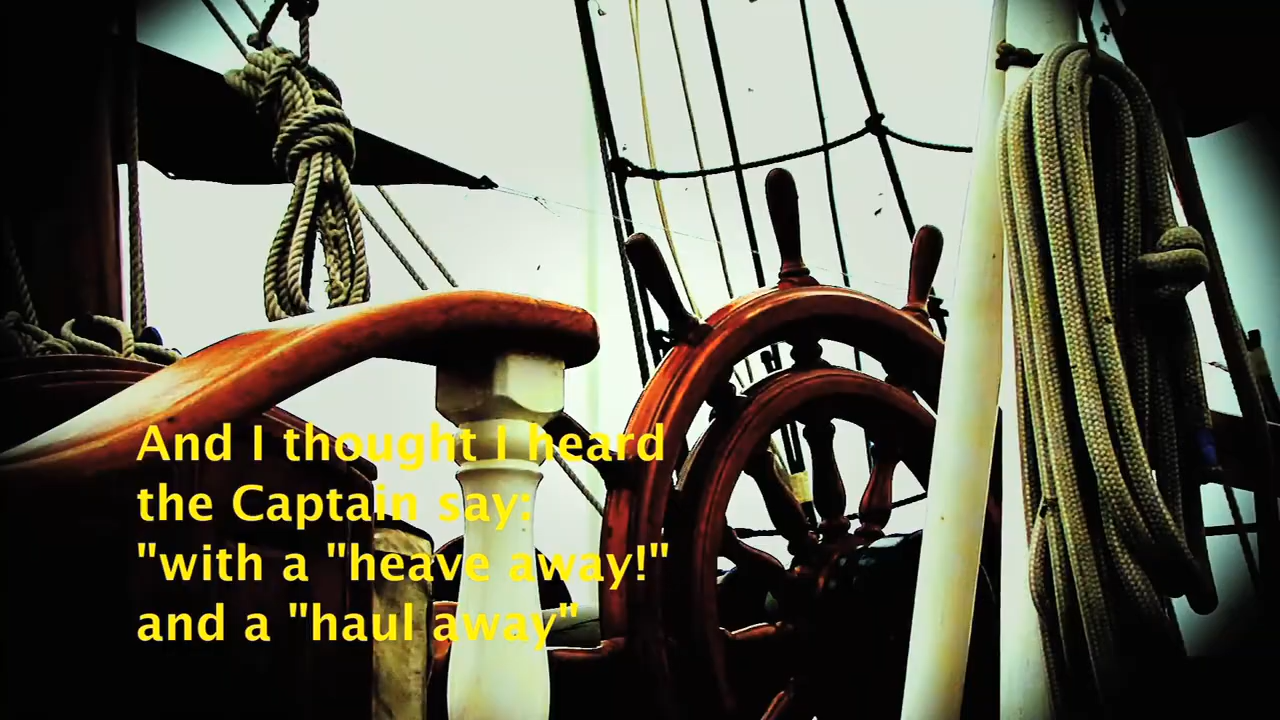 And I thought I heard
the Captain say:
"with a "heave away!"
and a "haul away"